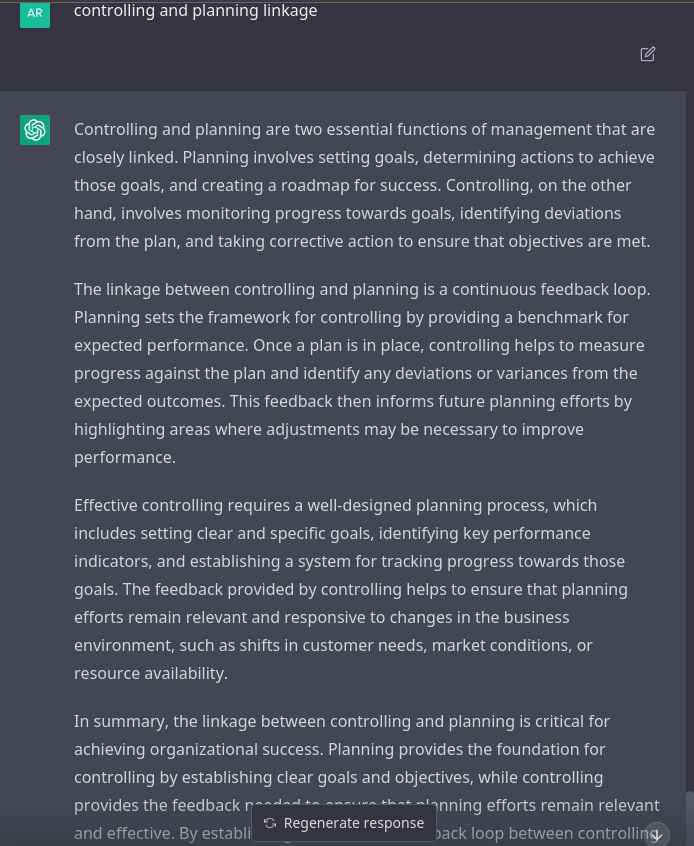 AR
controlling and planning linkage
Controlling and planning are two essential functions of management that are
closely linked. Planning involves setting goals, determining actions to achieve
those goals, and creating a roadmap for success. Controlling, on the other
hand, involves monitoring progress towards goals, identifying deviations
from the plan, and taking corrective action to ensure that objectives are met.
The linkage between controlling and planning is a continuous feedback loop.
Planning sets the framework for controlling by providing a benchmark for
expected performance. Once a plan is in place, controlling helps to measure
progress against the plan and identify any deviations or variances from the
expected outcomes. This feedback then informs future planning efforts by
highlighting areas where adjustments may be necessary to improve
performance.
Effective controlling requires a well-designed planning process, which
includes setting clear and specific goals, identifying key performance
indicators, and establishing a system for tracking progress towards those
goals. The feedback provided by controlling helps to ensure that planning
efforts remain relevant and responsive to changes in the business
environment, such as shifts in customer needs, market conditions, or
resource availability.
In summary, the linkage between controlling and planning is critical for
achieving organizational success. Planning provides the foundation for
controlling by establishing clear goals and objectives, while controlling
provides the feedback needed to ensure that planning efforts remain relevant
Regenerate response
and effective. By loop between controlling